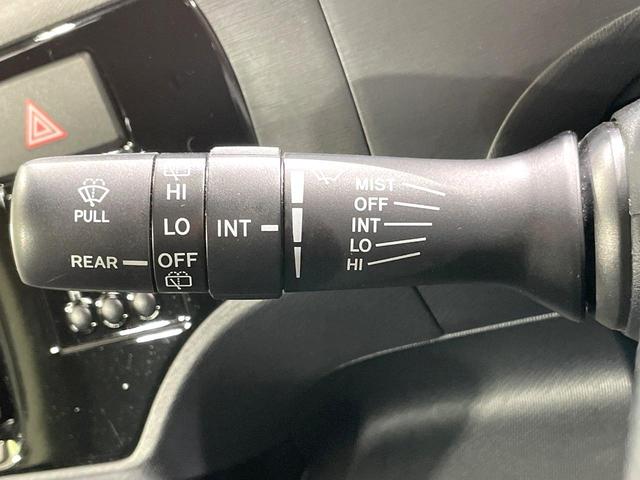 PULL
REAR
HI
LO
OFF
INT
MIST
OFF
INT
LO
HI